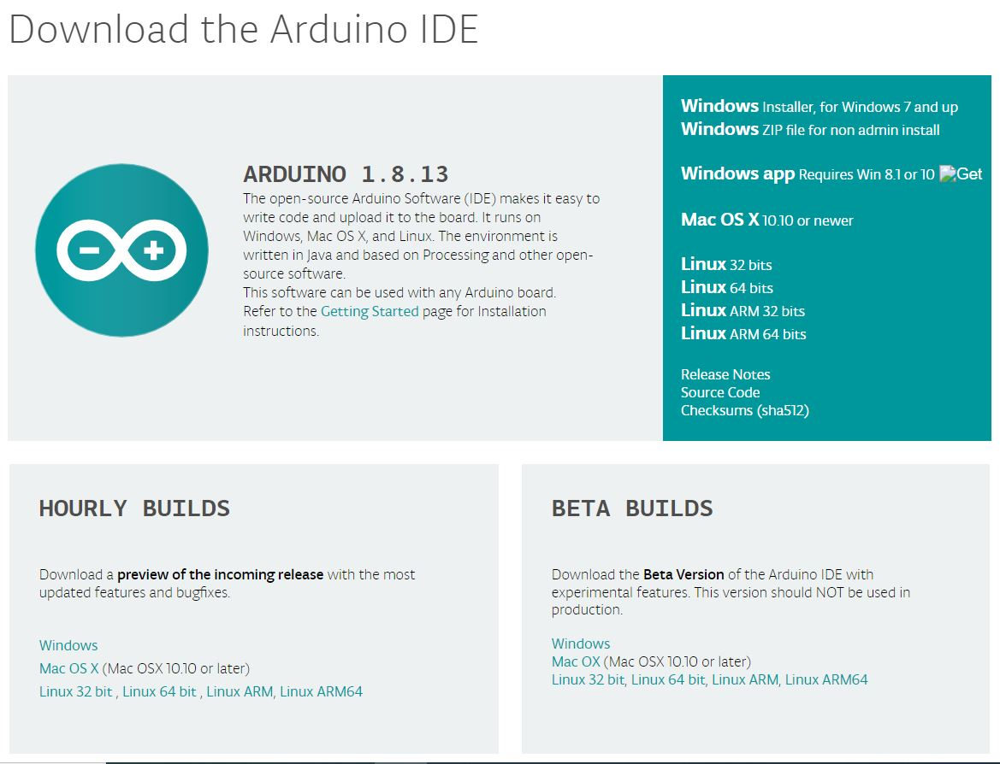 Download the Arduino IDE
ARDUINO 1.8.13
The open-source Arduino Software (IDE) makes it easy to
write code and upload it to the board. It runs on
Windows, Mac OS X, and Linux. The environment is
written in Java and based on Processing and other open-
source software.
This software can be used with any Arduino board.
Refer to the Getting Started page for Installation
instructions.
Windows Installer, for Windows 7 and up
Windows ZIP file for non admin install
Windows app Requires Win 8.1 or 10 Get
Mac OS X 10.10 or newer
Linux 32 bits
Linux 64 bits
Linux ARM 32 bits
Linux ARM 64 bits
Release Notes
Source Code
Checksums (sha512)
HOURLY BUILDS
Download a preview of the incoming release with the most
updated features and bugfixes.
Windows
Mac OS X (Mac OSX 10.10 or later)
Linux 32 bit , Linux 64 bit , Linux ARM, Linux ARM64
BETA BUILDS
Download the Beta Version of the Arduino IDE with
experimental features. This version should NOT be used in
production.
Windows
Mac OX (Mac OSX 10.10 or later)
Linux 32 bit, Linux 64 bit, Linux ARM, Linux ARM64